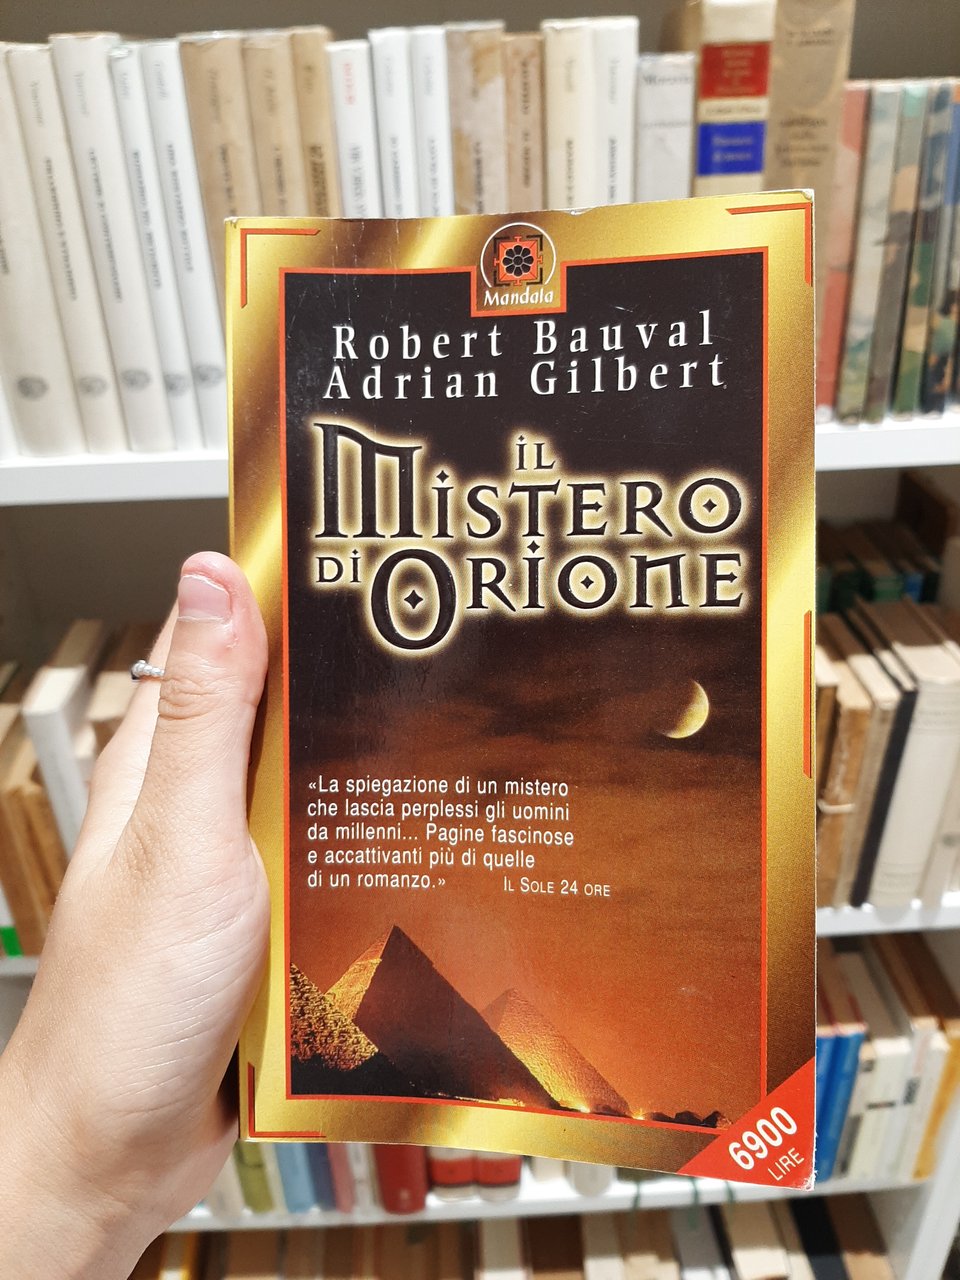 Mandala
Robert Bauval
Adrian Gilbert
IL
MISTERO
DI ORIONE
«La spiegazione di un mistero
che lascia perplessi gli uomini
da millenni... Pagine fascinose
e accattivanti più di quelle
di un romanzo.» IL SOLE 24 ORE
6900
LIRE